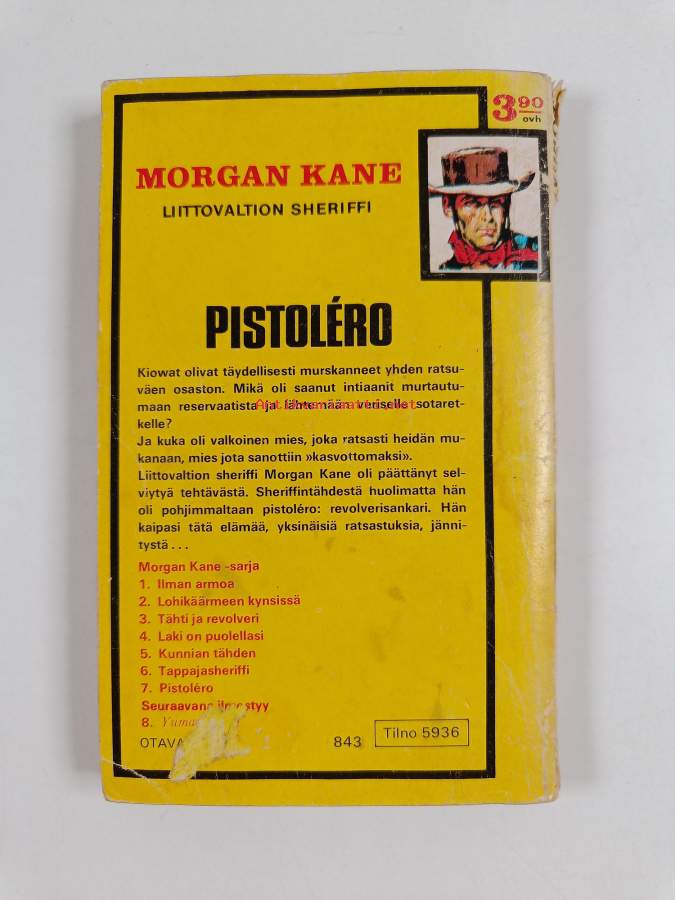 3 90
ovh
MORGAN KANE
LIITTOVALTION SHERIFFI
PISTOLÉRO
Kiowat olivat täydellisesti murskanneet yhden ratsu-
väen osaston. Mikä oli saanut intiaanit murtautu-
maan reservaatista ja lähtemään veriselle sotaret-
kelle?
Ja kuka oli valkoinen mies, joka ratsasti heidän mu-
kanaan, mies jota sanottiin »kasvottomaksi».
Liittovaltion sheriffi Morgan Kane oli päättänyt sel-
viytyä tehtävästä. Sheriffintähdestä huolimatta hän
oli pohjimmaltaan pistoléro: revolverisankari. Hän
kaipasi tätä elämää, yksinäisiä ratsastuksia, jänni-
tystä...
Morgan Kane -sarja
1. Ilman armoa
2. Lohikäärmeen kynsissä
3. Tähti ja revolveri
4. Laki on puolellasi
5. Kunnian tähden
6. Tappajasheriffi
7. Pistoléro
Seuraavana ilmestyy
8.
OTAVA
843
Tilno 5936